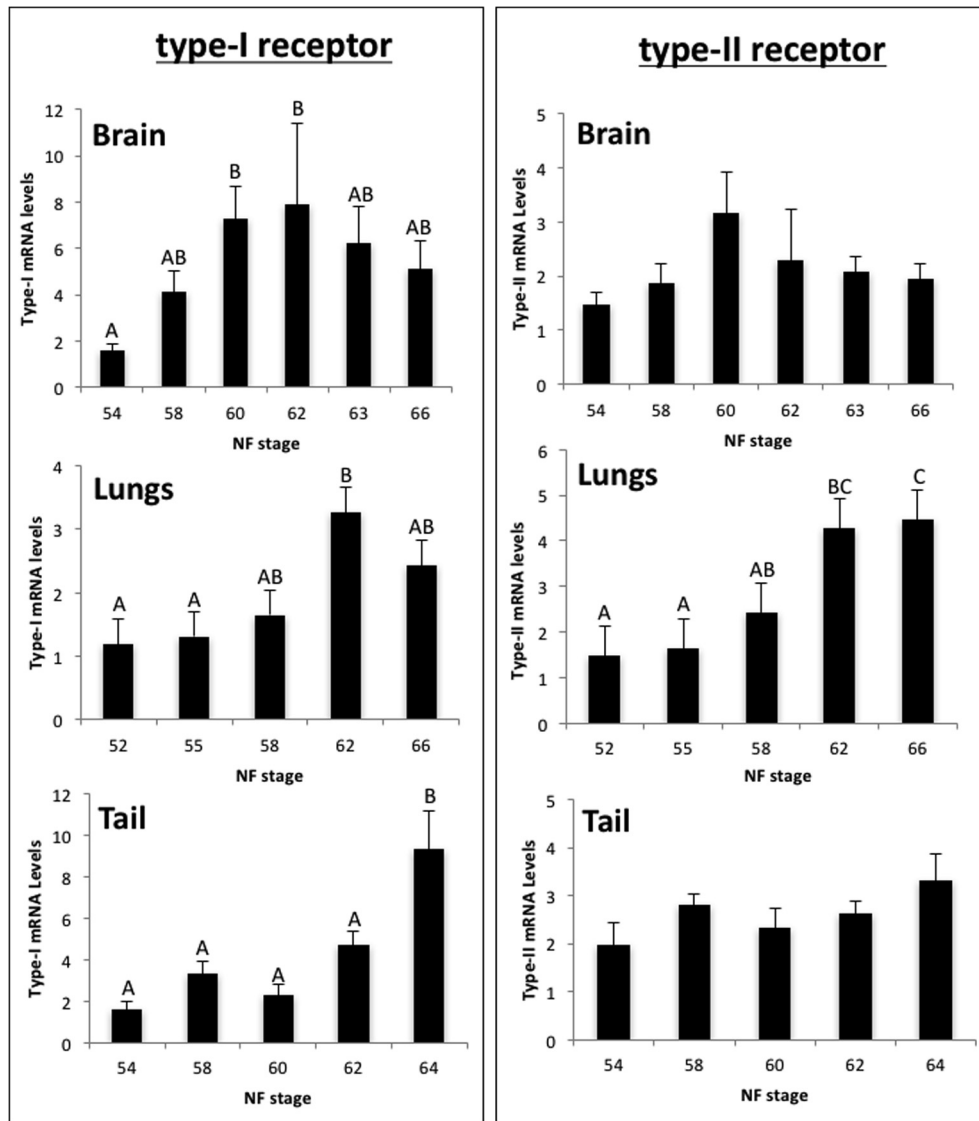 type-I receptor
Brain
Type-I mRNA levels
12
10
8
6
4
2
0
A
AB
B
B
AB
AB
54 58 60 62 63 66
NF stage
Lungs
Type-I mRNA levels
4
3
2
1
0
A
A
AB
B
AB
52 55 58 62 66
NF stage
Tail
Type-I mRNA Levels
12
10
8
6
4
2
0
A
A
A
A
B
54 58 60 62 64
NF stage
type-II receptor
Brain
Type-II mRNA Levels
5
4
3
2
1
0
54 58 60 62 63 66
NF stage
Lungs
Type-II mRNA levels
6
5
4
3
2
1
0
A
A
AB
BC
C
52 55 58 62 66
NF stage
Tail
Type-II mRNA Levels
5
4
3
2
1
0
54 58 60 62 64
NF stage